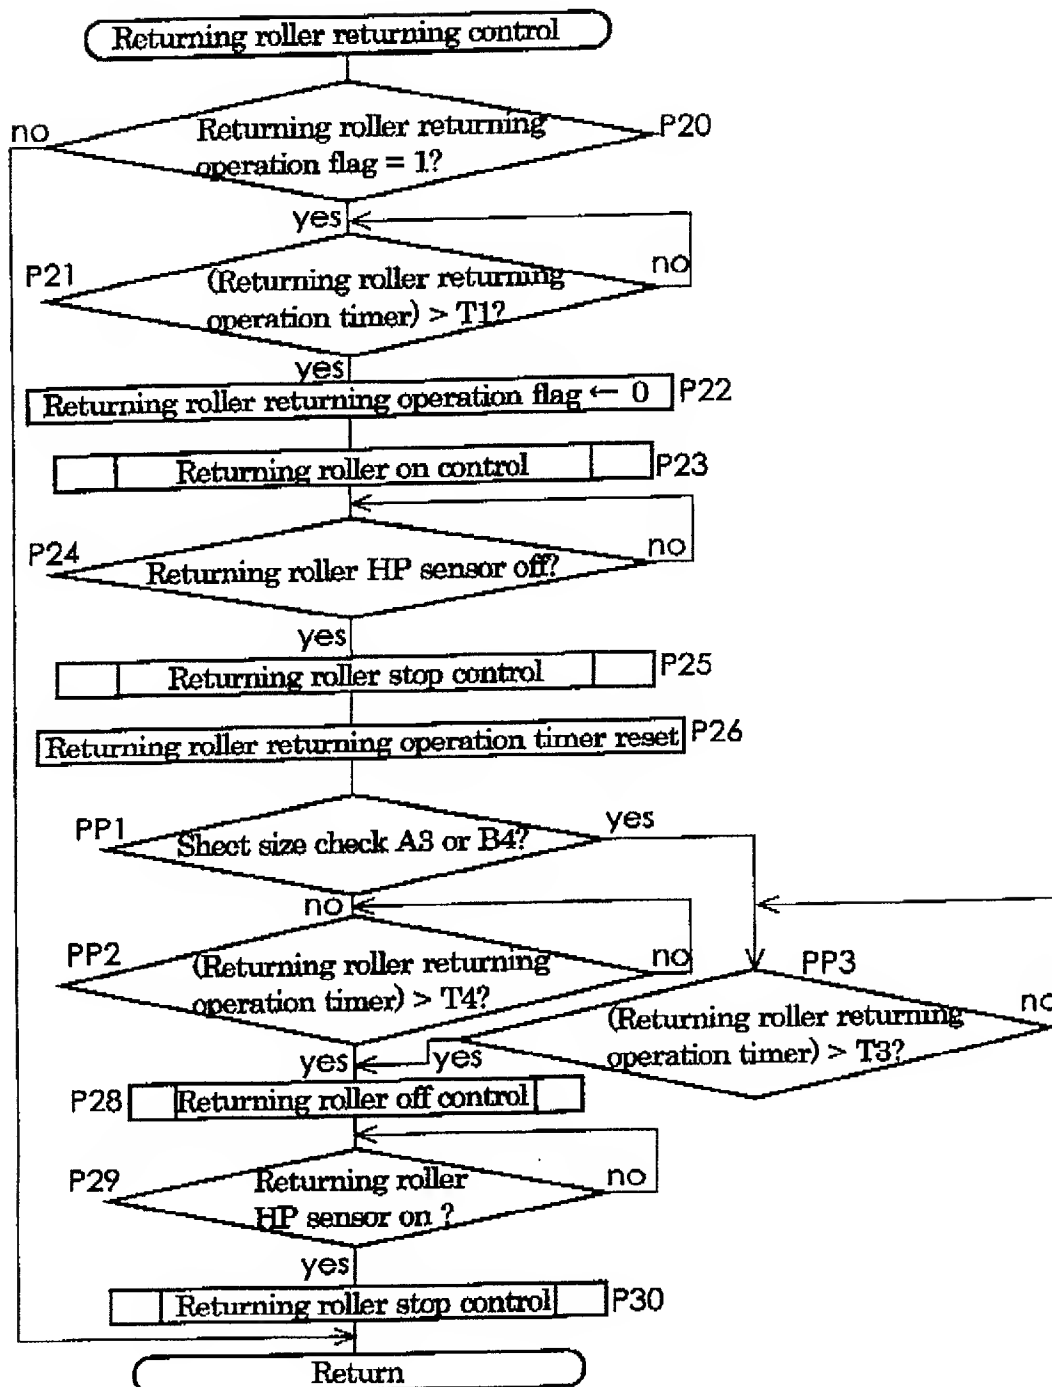 Returning roller returning control
no
Returning roller returning
operation flag = 1?
P20
yes
P21
(Returning roller returning
operation timer) > T1?
no
yes
Returning roller returning operation flag ← 0
P22
Returning roller on control
P23
P24
Returning roller HP sensor off?
no
yes
Returning roller stop control
P25
Returning roller returning operation timer reset
P26
PP1
Sheet size check A3 or B4?
yes
no
PP2
(Returning roller returning
operation timer) > T4?
no
PP3
(Returning roller returning
operation timer) > T3?
no
yes
yes
P28
Returning roller off control
P29
Returning roller
HP sensor on ?
no
yes
Returning roller stop control
P30
Return